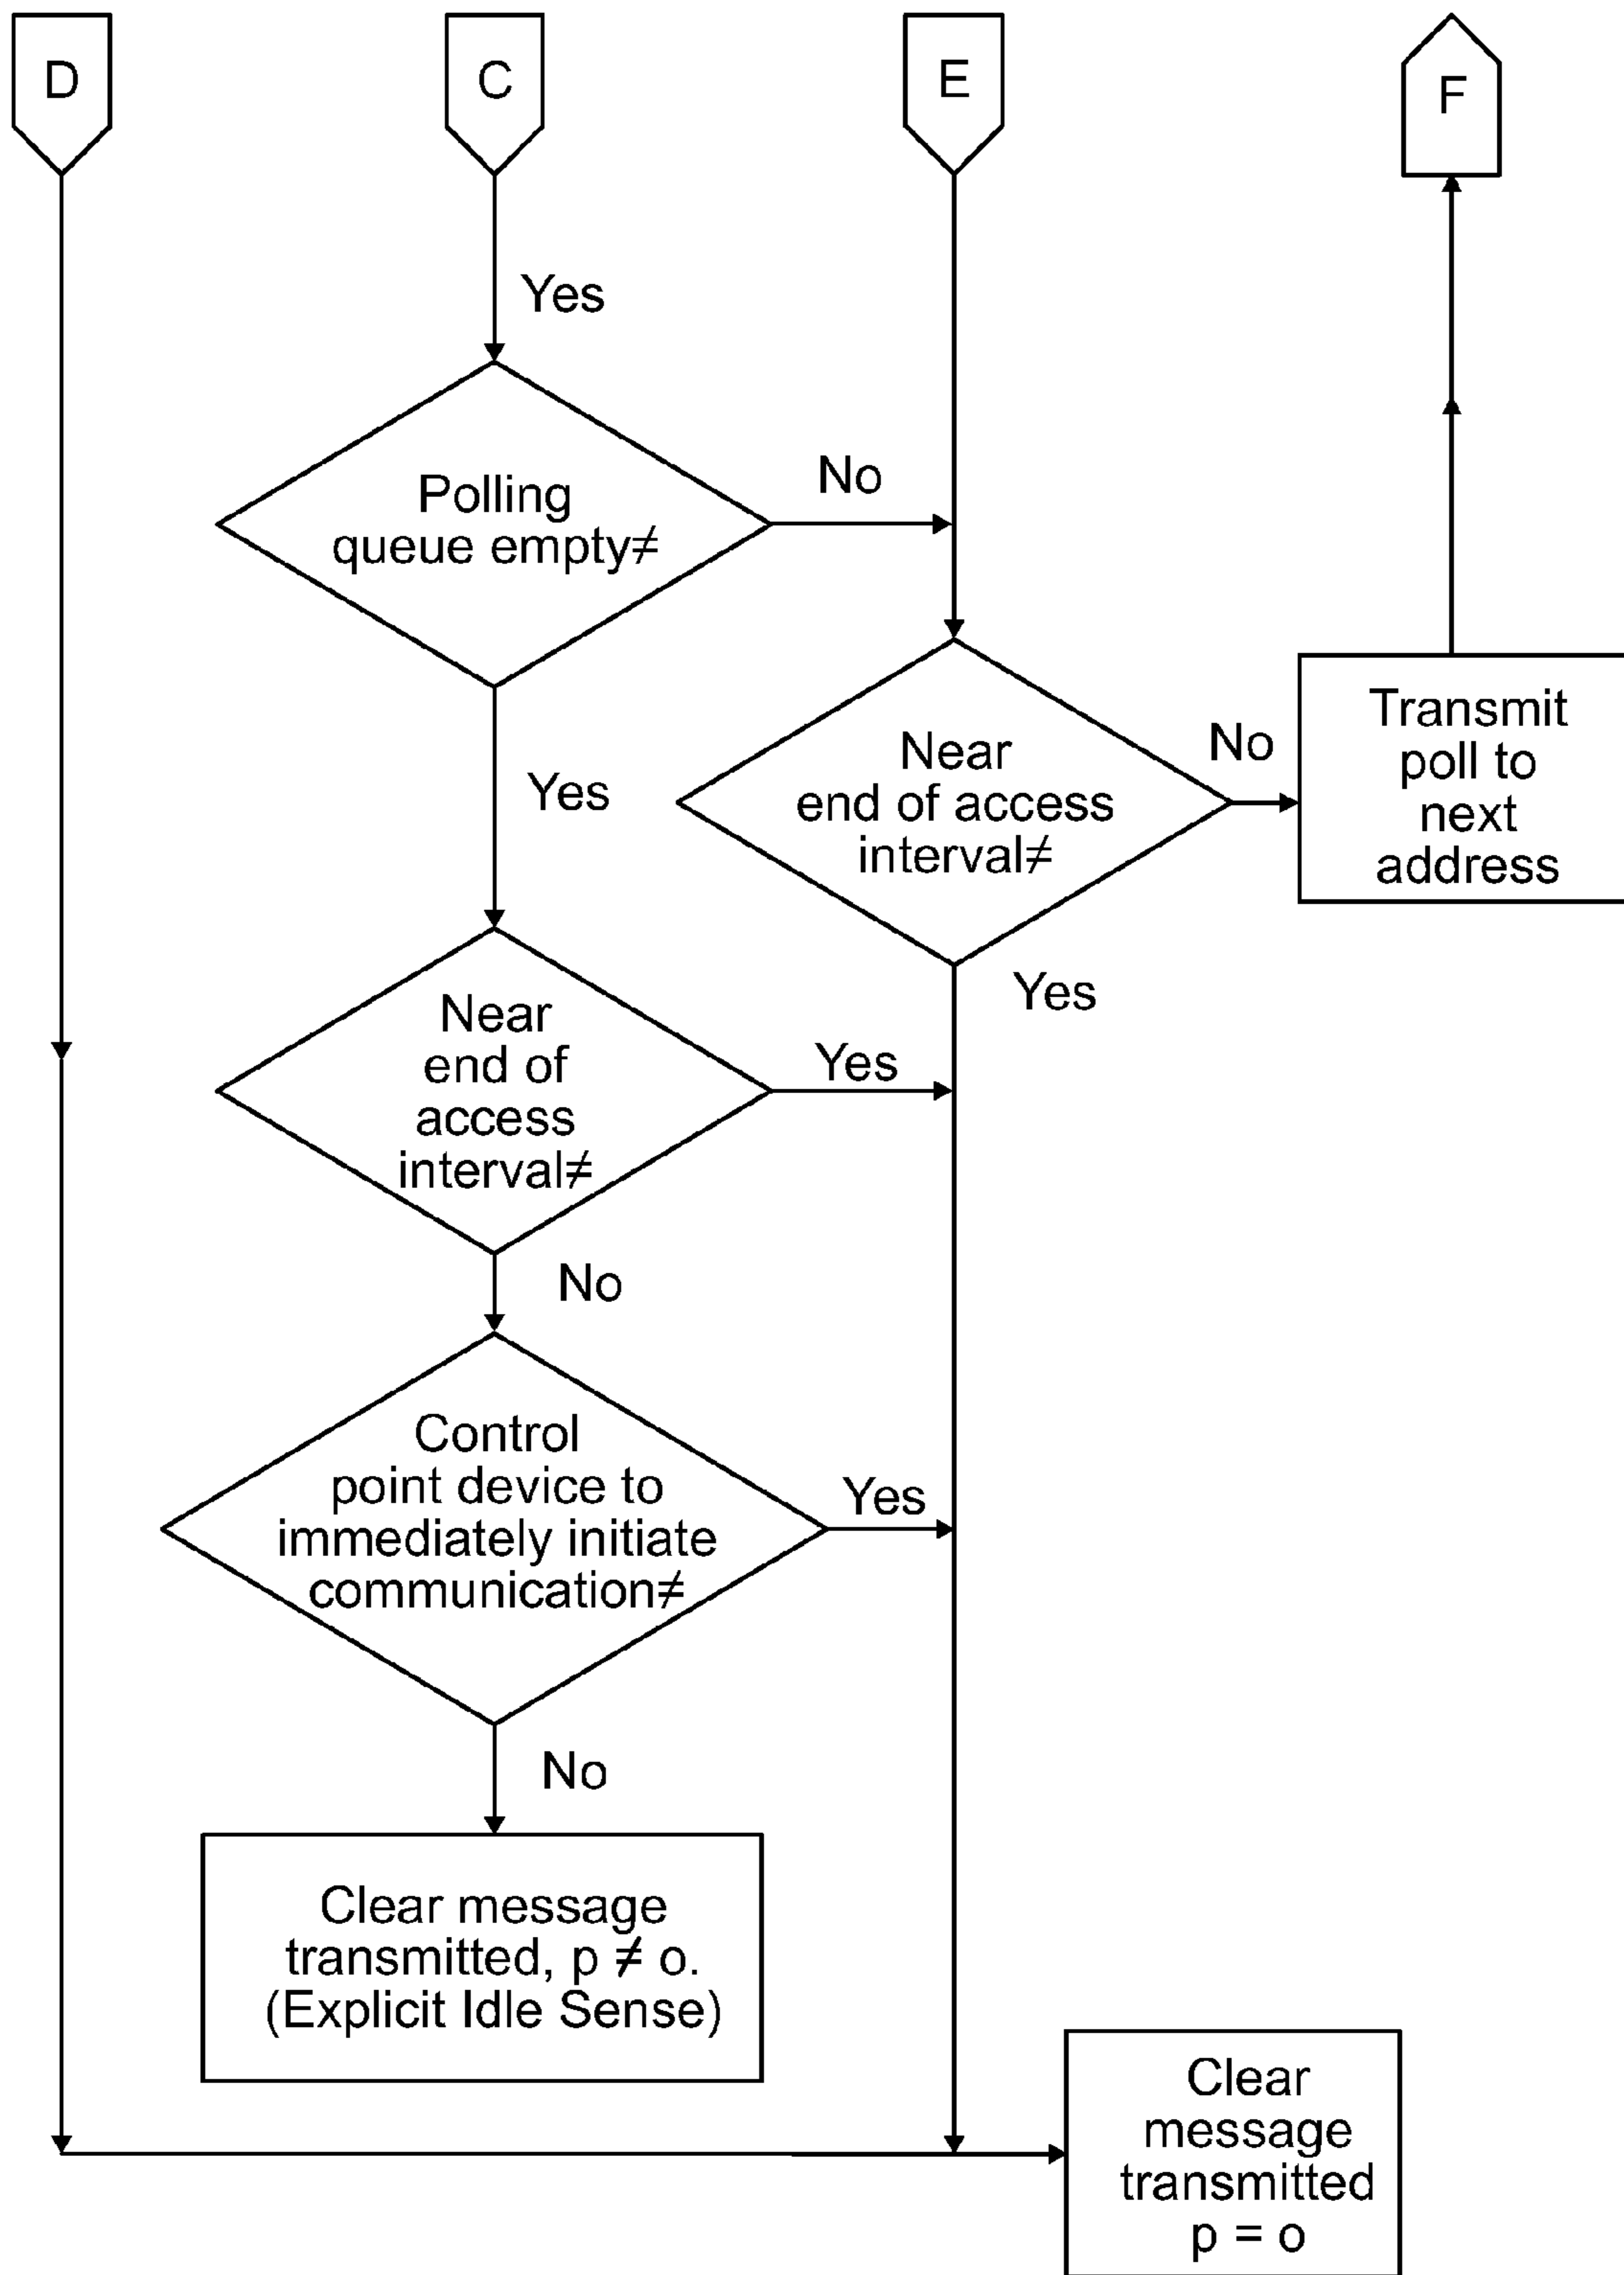 D
C
E
F
Yes
Polling
queue empty≠
No
Yes
Near
end of access
interval≠
No
Transmit
poll to
next
address
Yes
Near
end of
access
interval≠
Yes
No
Control
point device to
immediately initiate
communication≠
Yes
No
Clear message
transmitted, p ≠ o.
(Explicit Idle Sense)
Clear
message
transmitted
p = o